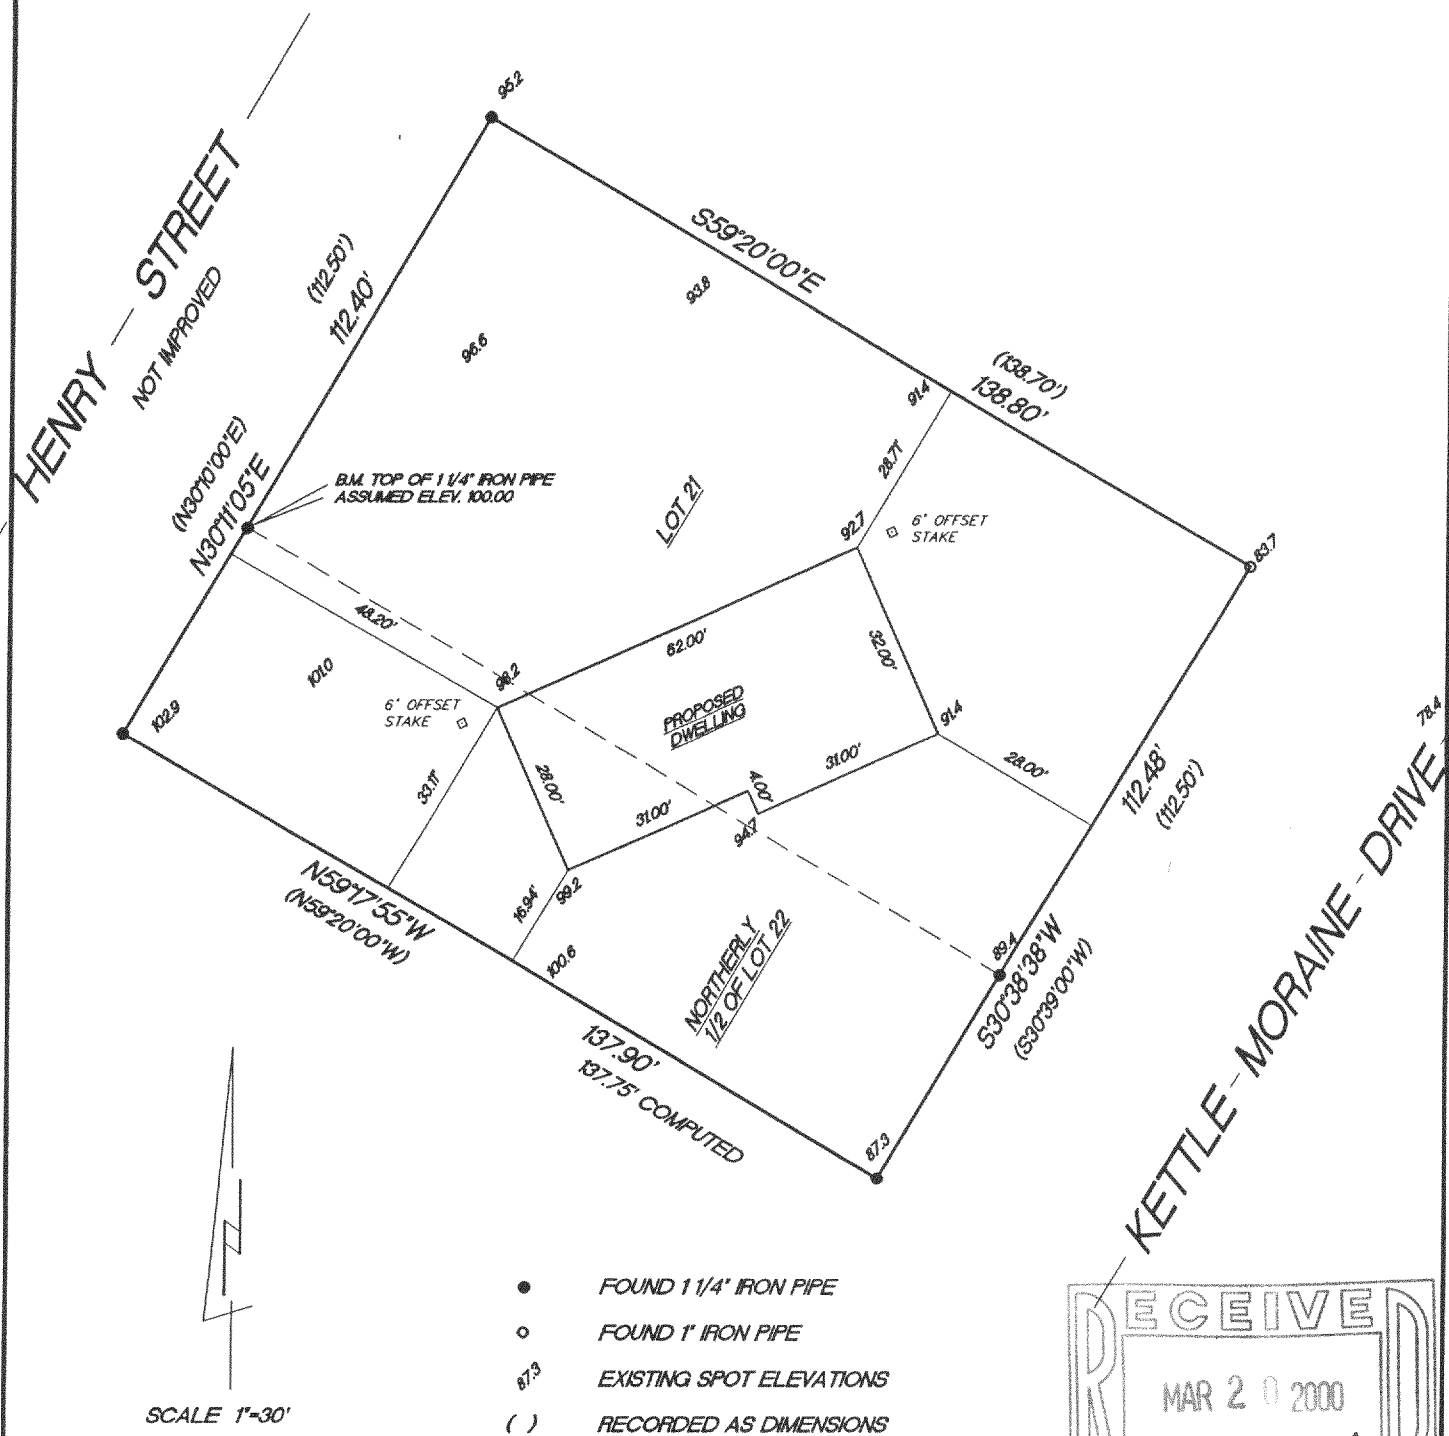 95.2
HENRY STREET
NOT IMPROVED
(112.50')
112.40'
S59°20'00"E
93.8
96.6
(138.70')
138.80'
91.4
28.71'
(N30°10'00"E)
N30°11'05"E
B.M. TOP OF 1 1/4" IRON PIPE
ASSUMED ELEV. 100.00
LOT 21
92.7
6' OFFSET
STAKE
83.7
48.20'
62.00'
32.00'
98.2
101.0
6' OFFSET
STAKE
102.9
PROPOSED
DWELLING
91.4
78.4
33.11'
28.00'
31.00'
4.00'
31.00'
28.00'
112.48'
(112.50')
94.7
16.94'
99.2
100.6
N59°17'55"W
(N59°20'00"W)
NORTHERLY
1/2 OF LOT 22
89.4
S30°38'38"W
(S30°39'00"W)
137.90'
137.75' COMPUTED
87.3
KETTLE MORAINE DRIVE
N
SCALE 1"=30'
FOUND 1 1/4" IRON PIPE
FOUND 1" IRON PIPE
87.3 EXISTING SPOT ELEVATIONS
( ) RECORDED AS DIMENSIONS
RECEIVED
MAR 20 2000